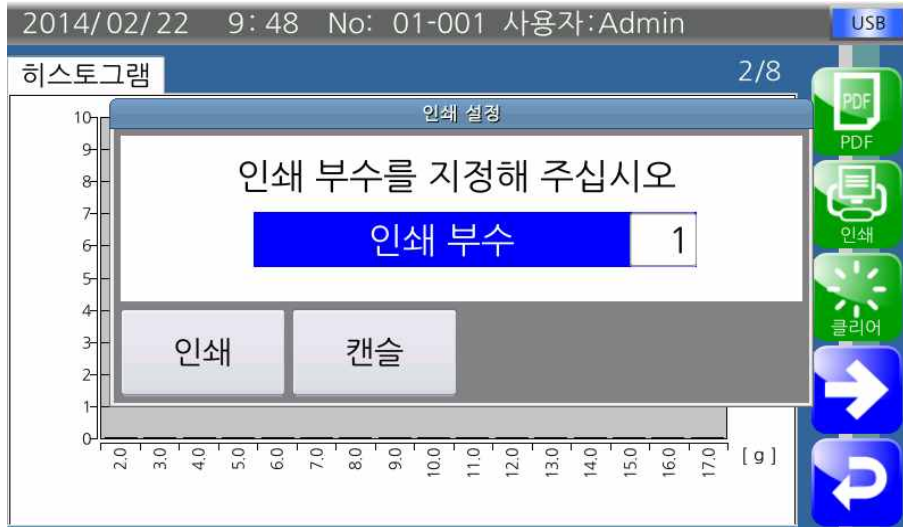 2014/02/22 9:48 No: 01-001 사용자:Admin USB
히스토그램 2/8
인쇄 설정
인쇄 부수를 지정해 주십시오
인쇄 부수 1
인쇄 캔슬
10
9
8
7
6
5
4
3
2
1
0
2.0 3.0 4.0 5.0 6.0 7.0 8.0 9.0 10.0 11.0 12.0 13.0 14.0 15.0 16.0 17.0 [g]
PDF
PDF
인쇄
클리어